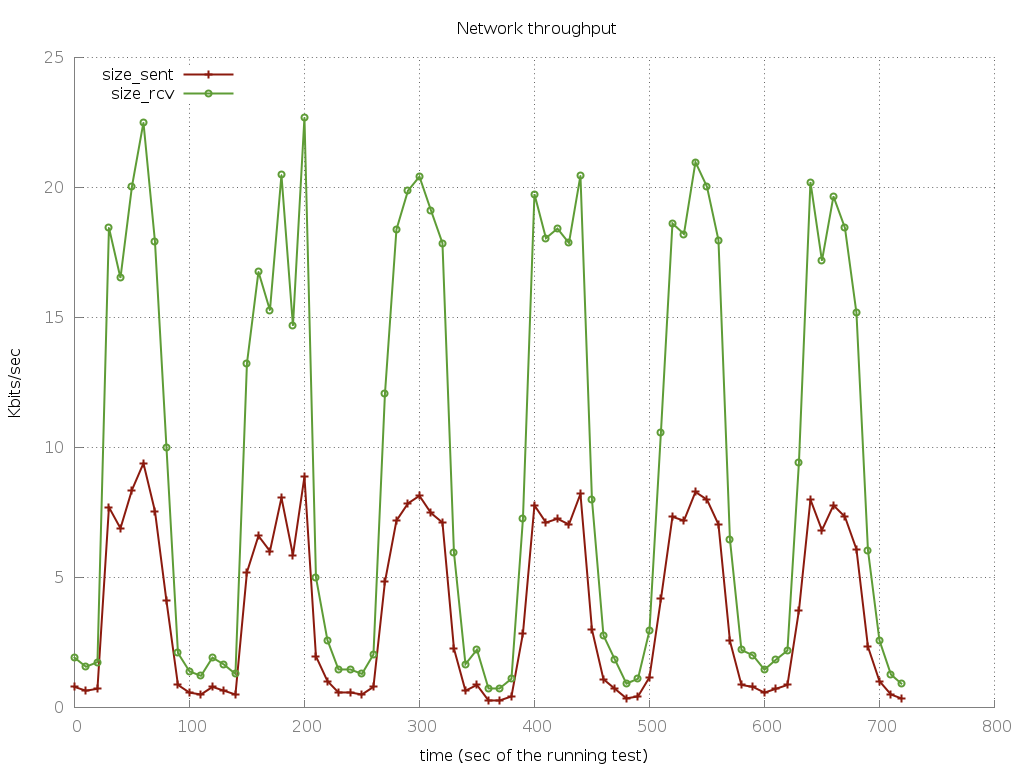 Network throughput
25
size_sent
size_rcv
20
15
Kbits/sec
10
5
0
0 100 200 300 400 500 600 700 800
time (sec of the running test)